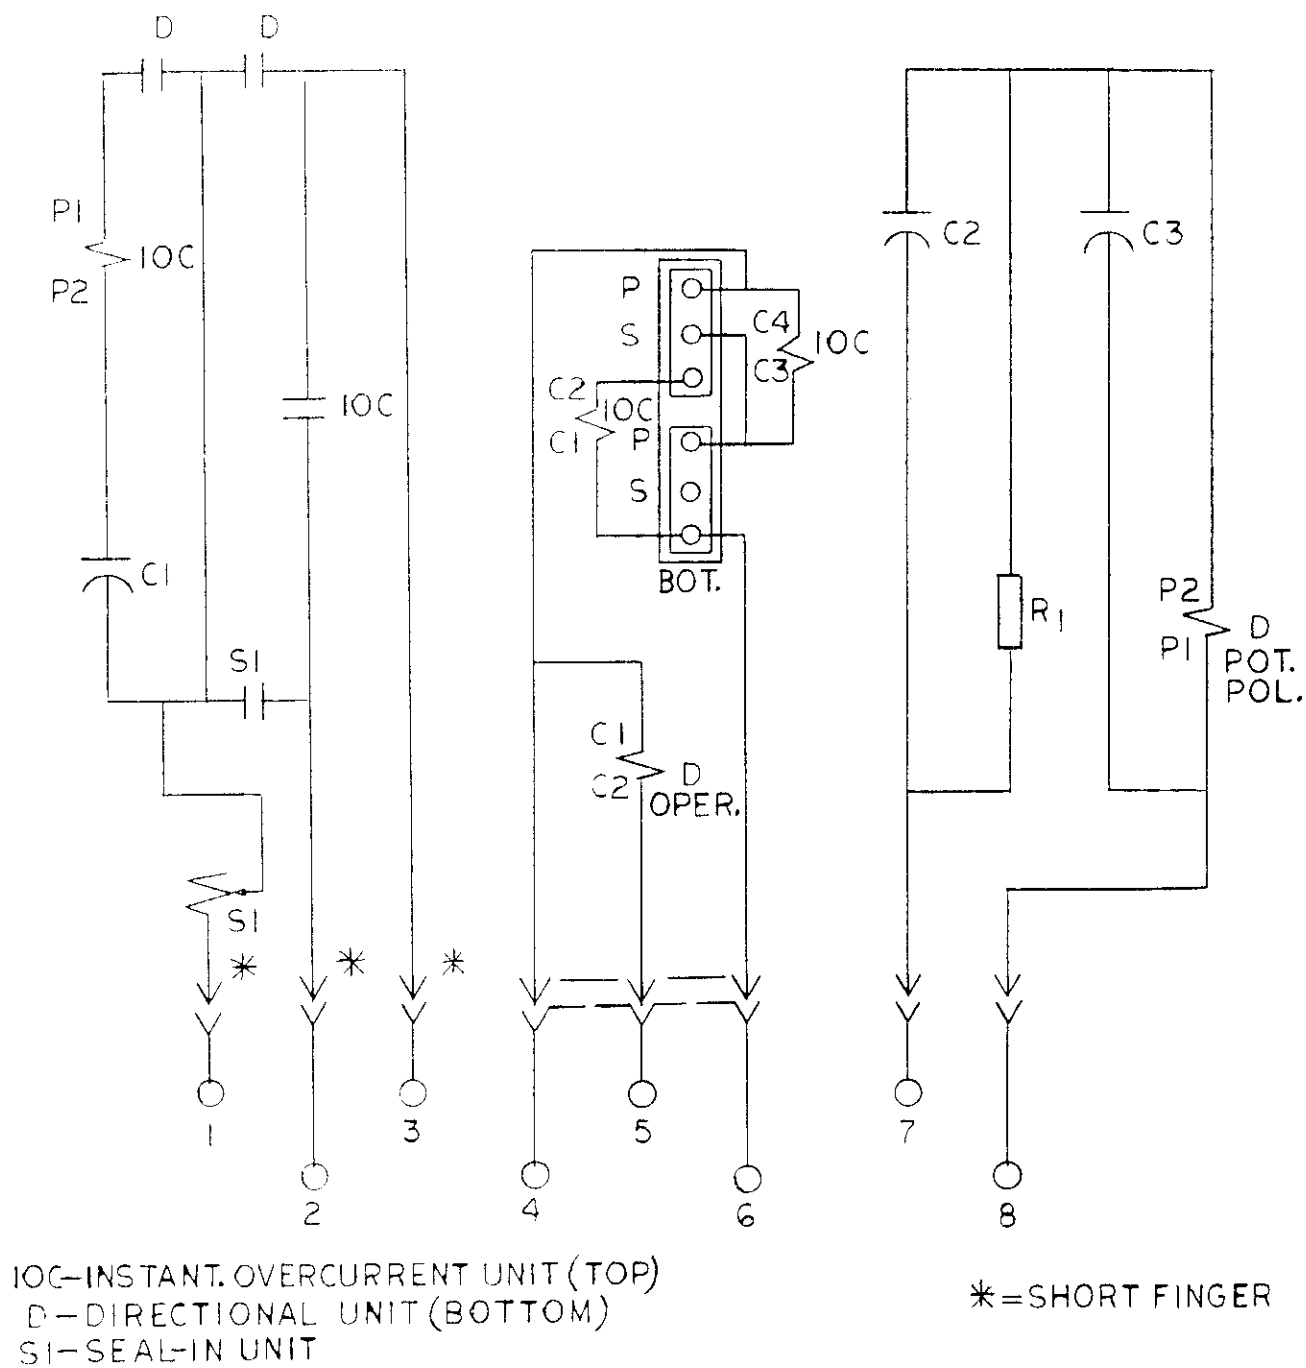 D
D
P1
IOC
P2
C1
IOC
S1
S1
*
*
*
P
S
C4
IOC
C3
C2
IOC
C1
P
S
BOT.
C1
C2
D
OPER.
C2
C3
R1
P2
P1
D
POT.
POL.
1
2
3
4
5
6
7
8
IOC-INSTANT. OVERCURRENT UNIT (TOP)
D-DIRECTIONAL UNIT (BOTTOM)
SI-SEAL-IN UNIT
*=SHORT FINGER